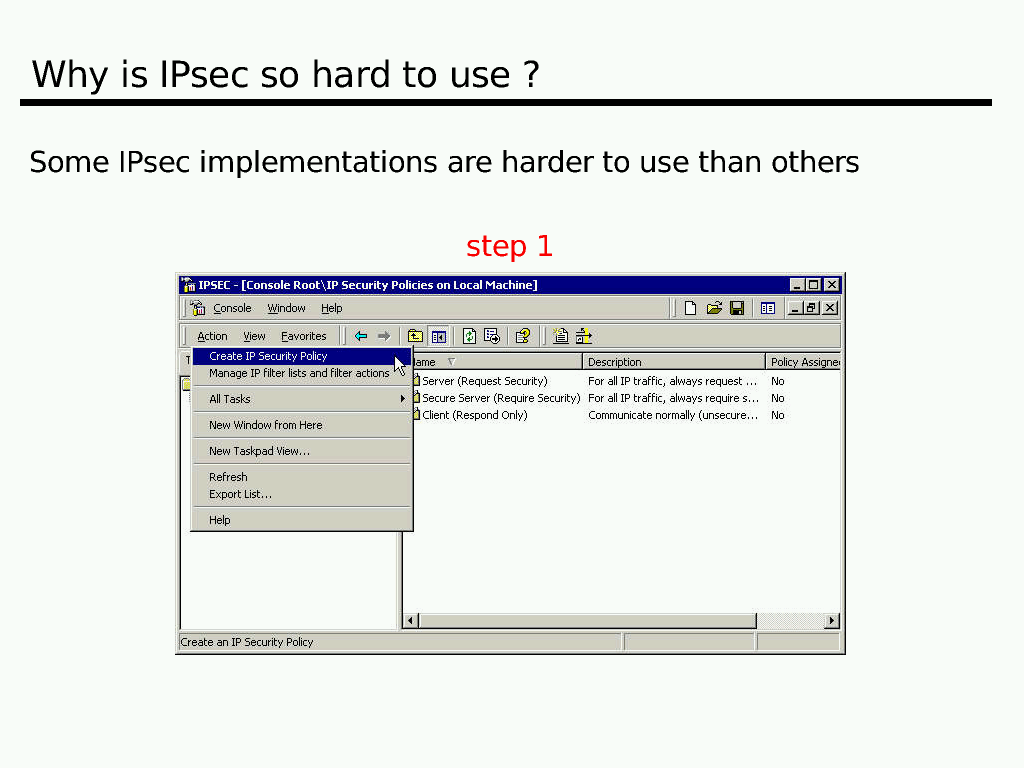 Why is IPsec so hard to use ?
Some IPsec implementations are harder to use than others
step 1
IPSEC - [Console Root\IP Security Policies on Local Machine]
Console Window Help
Action View Favorites
Create IP Security Policy
Manage IP filter lists and filter actions
All Tasks
New Window from Here
New Taskpad View...
Refresh
Export List...
Help
Description Policy Assigne
Server (Request Security) For all IP traffic, always request ... No
Secure Server (Require Security) For all IP traffic, always require s... No
Client (Respond Only) Communicate normally (unsecure... No
Create an IP Security Policy